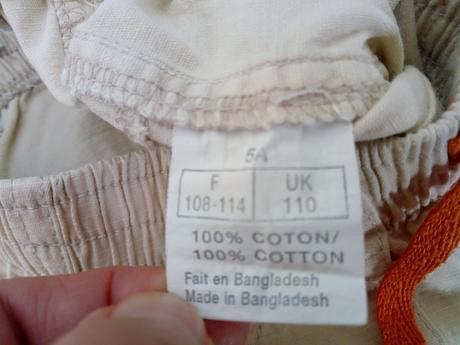 5A
F UK
108-114 110
100% COTON/
100% COTTON
Fait en Bangladesh
Made in Bangladesh